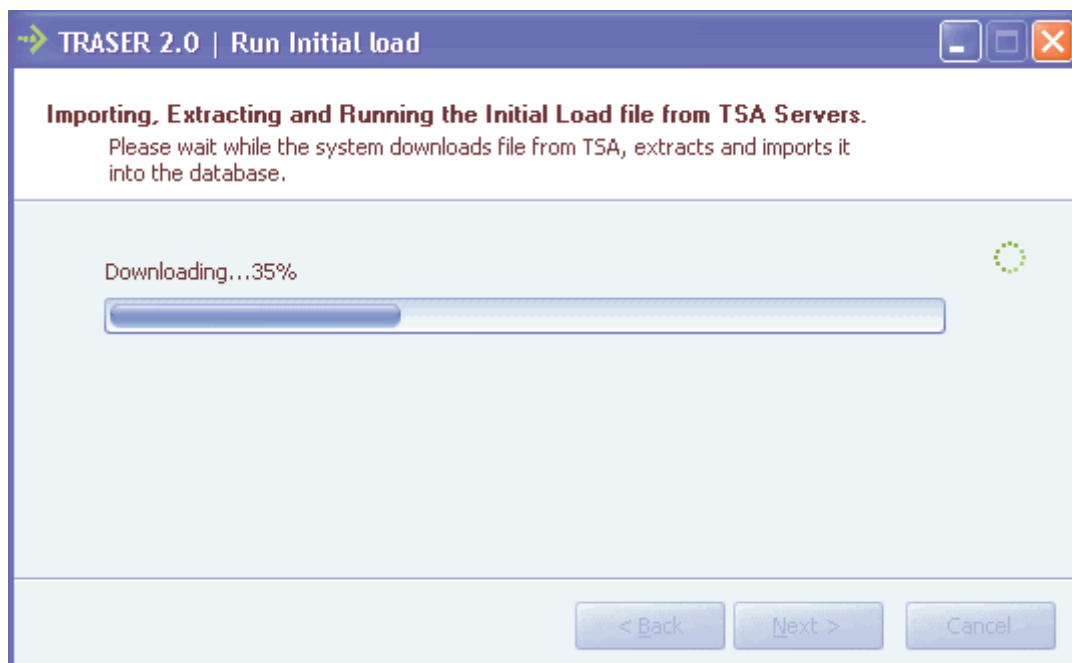 TRASER 2.0 | Run Initial load
Importing, Extracting and Running the Initial Load file from TSA Servers.
Please wait while the system downloads file from TSA, extracts and imports it
into the database.
Downloading...35%
< Back Next > Cancel